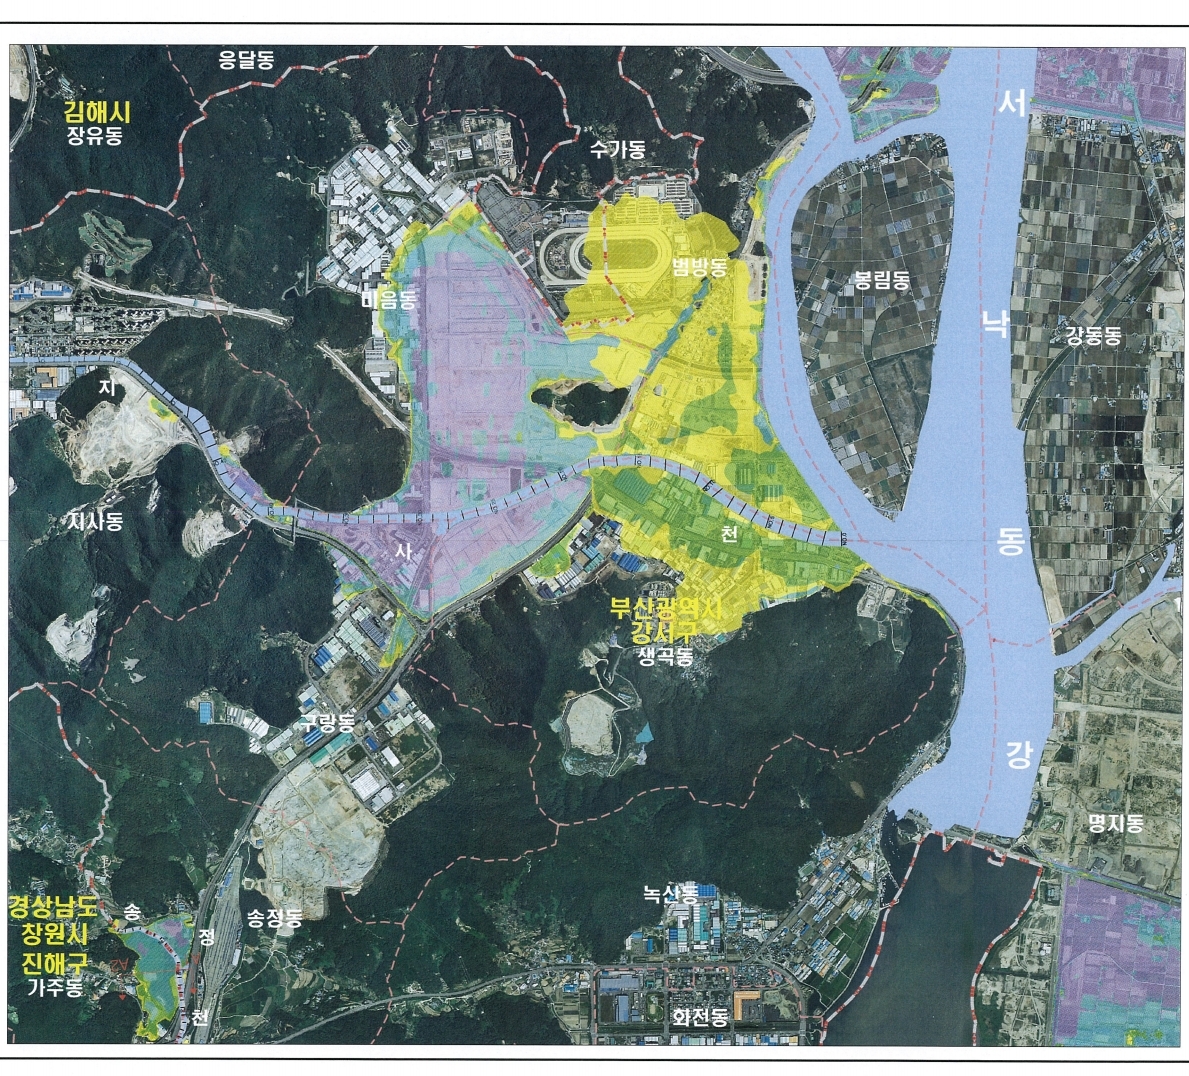 응달동
김해시
장유동
수가동
서
범방동
봉림동
미음동
낙
강동동
지
지사동
사
천
동
부산광역시
강서구
생곡동
구랑동
강
명지동
녹산동
경상남도
창원시
진해구
가주동
송
정
송정동
천
화전동